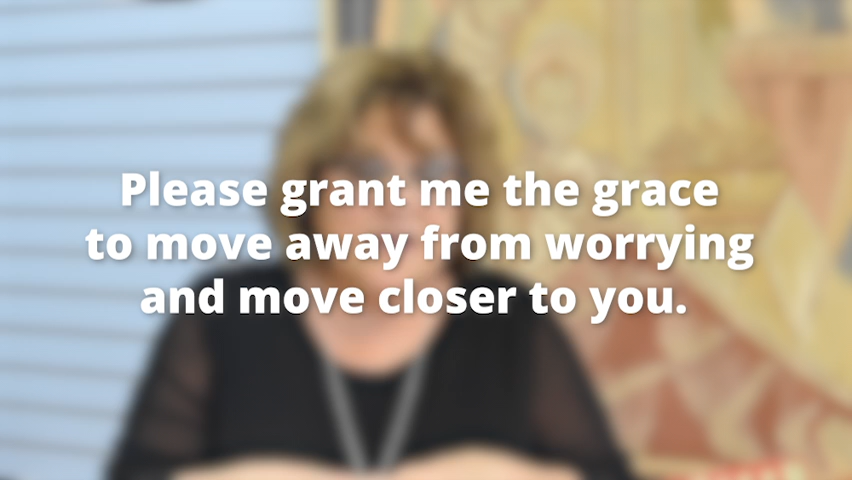 Please grant me the grace
to move away from worrying
and move closer to you.